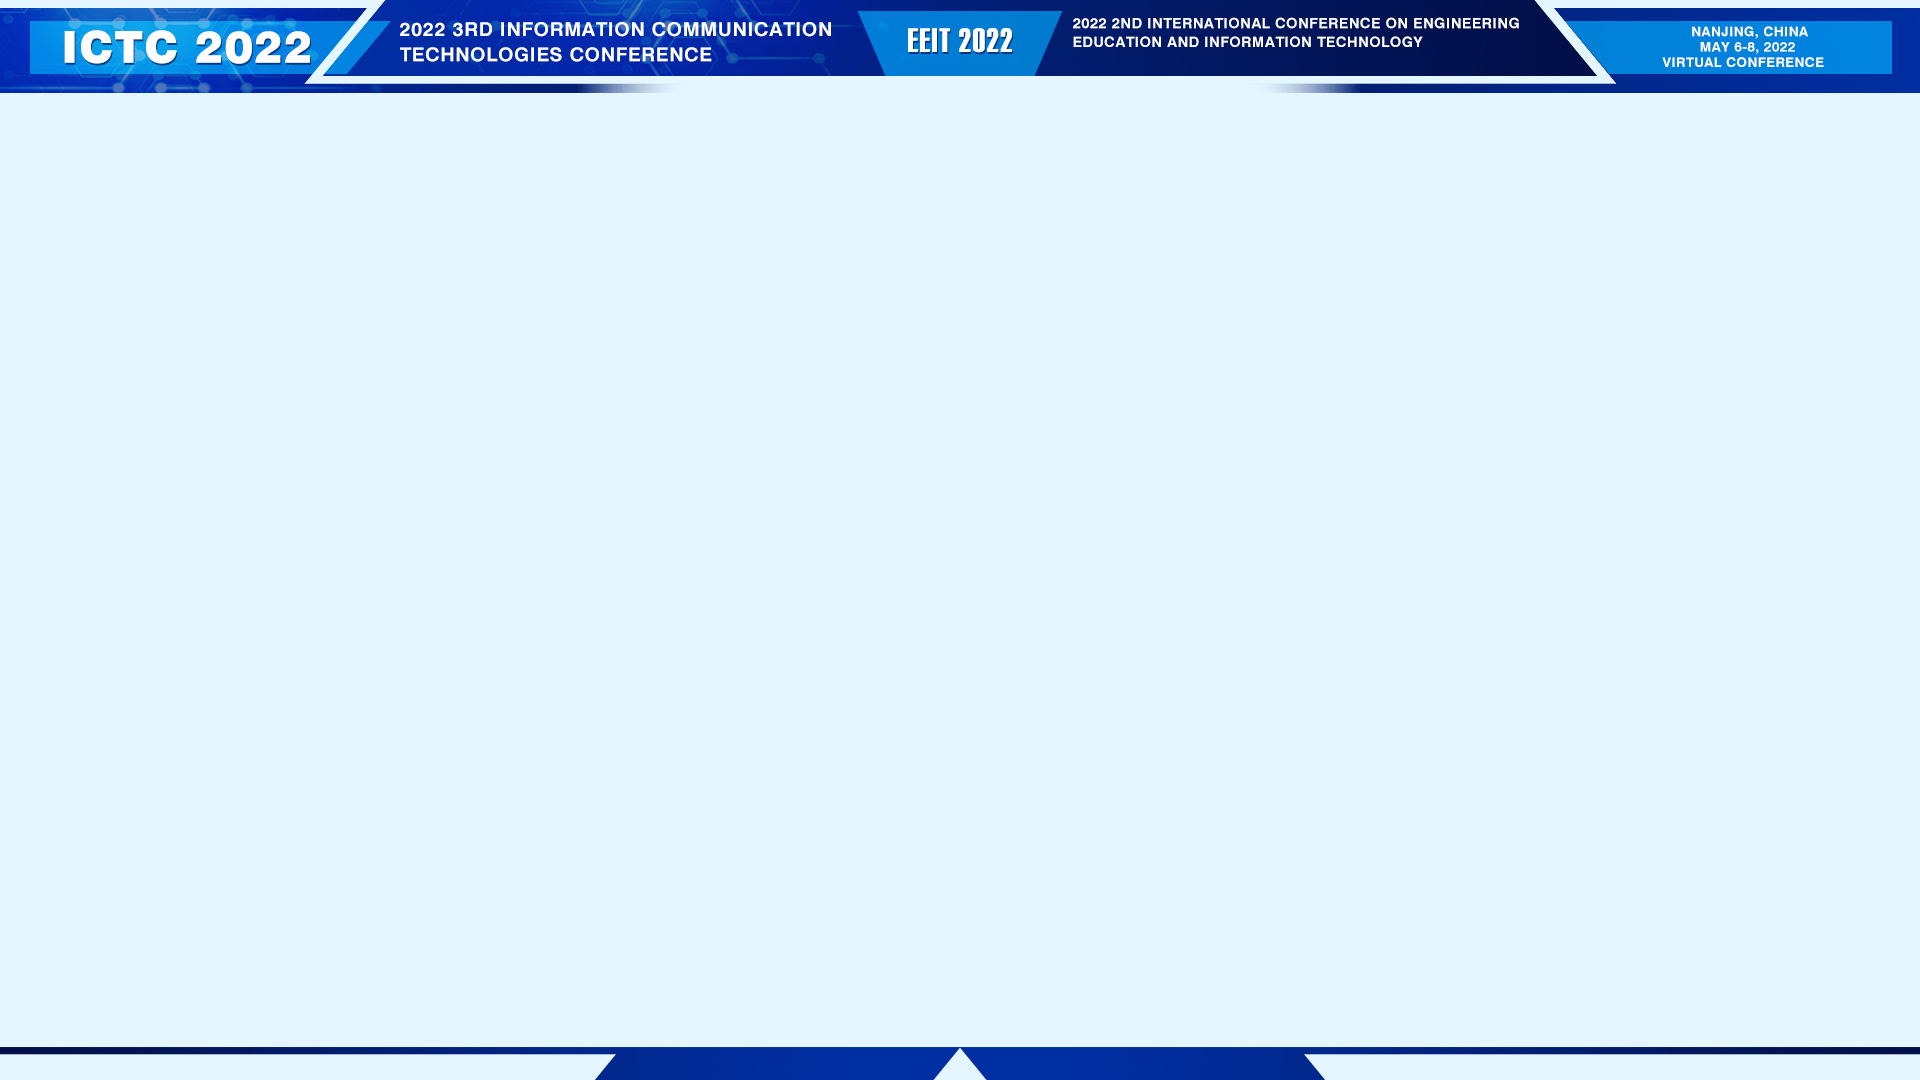 ICTC 2022
2022 3RD INFORMATION COMMUNICATION
TECHNOLOGIES CONFERENCE
EEIT 2022
2022 2ND INTERNATIONAL CONFERENCE ON ENGINEERING
EDUCATION AND INFORMATION TECHNOLOGY
NANJING, CHINA
MAY 6-8, 2022
VIRTUAL CONFERENCE